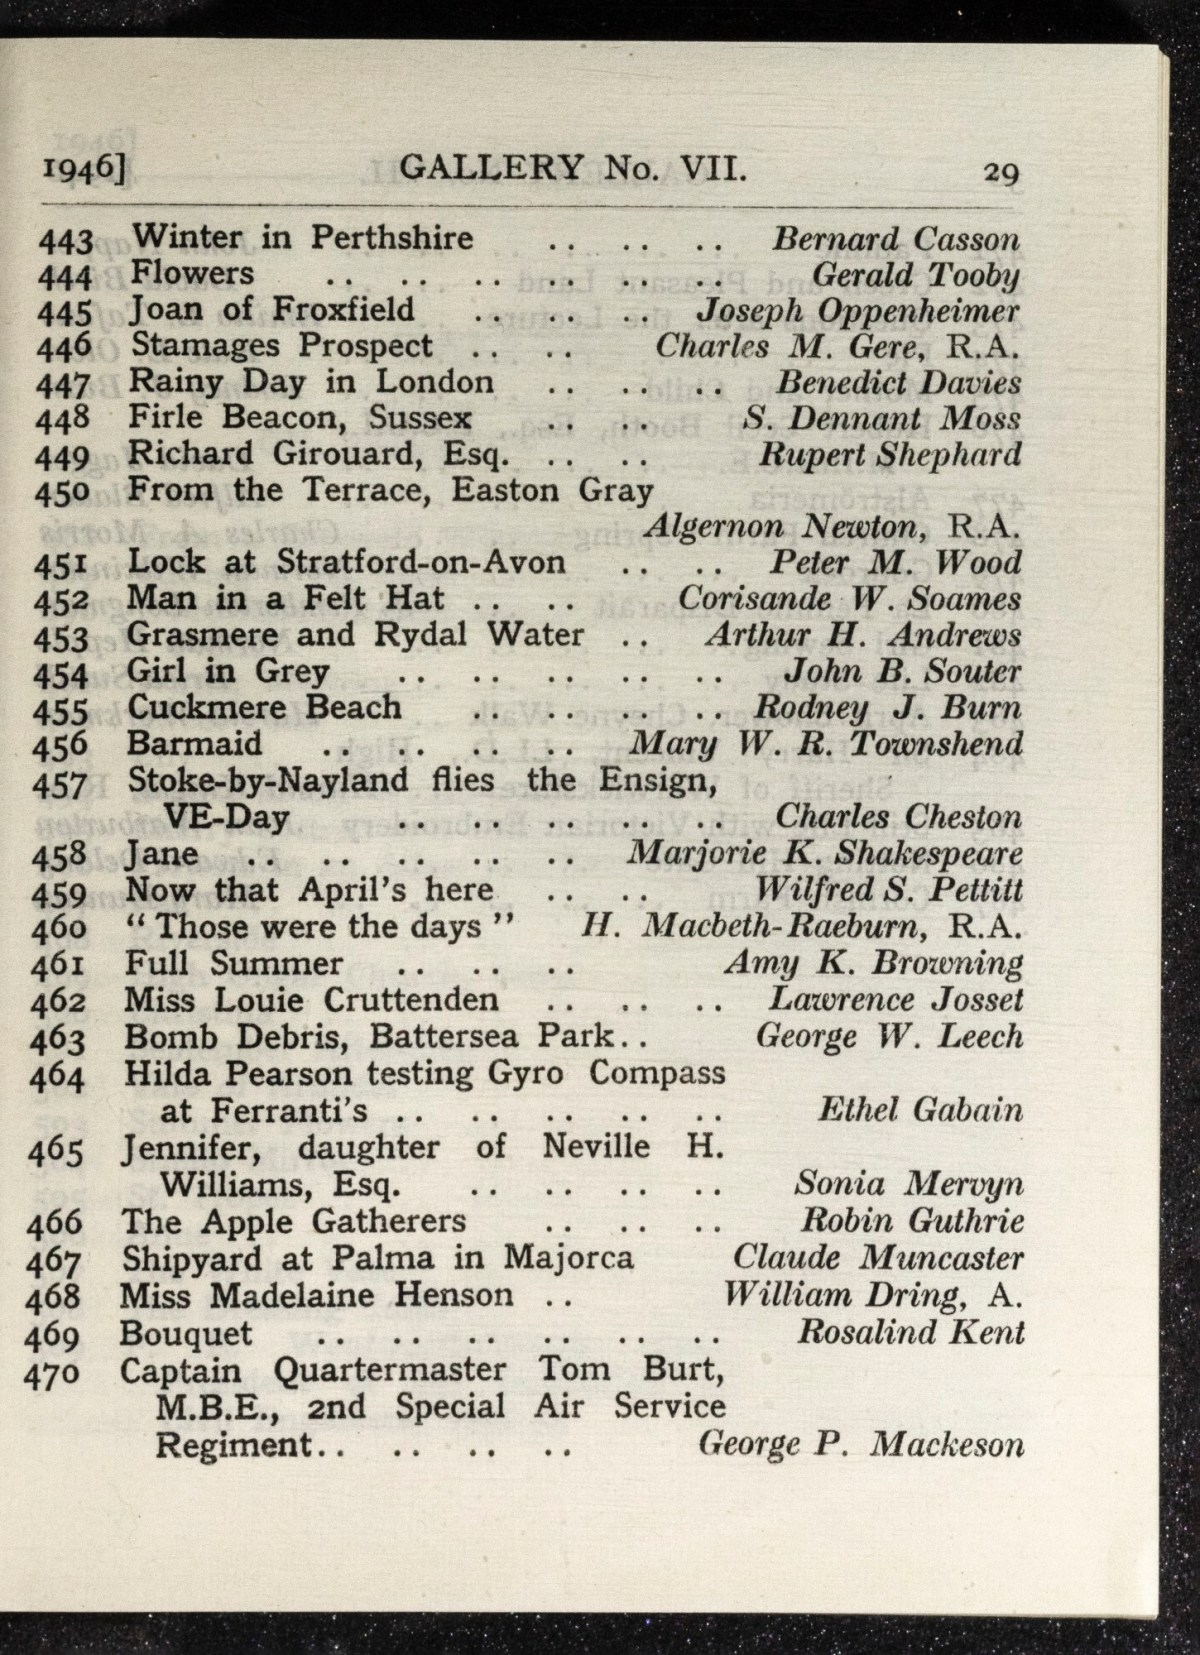 1946] GALLERY No. VII. 29
443 Winter in Perthshire .. .. .. Bernard Casson
444 Flowers .. .. .. .. .. .. Gerald Tooby
445 Joan of Froxfield .. .. .. Joseph Oppenheimer
446 Stamages Prospect .. .. Charles M. Gere, R.A.
447 Rainy Day in London .. .. .. Benedict Davies
448 Firle Beacon, Sussex .. .. S. Dennant Moss
449 Richard Girouard, Esq. .. .. Rupert Shephard
450 From the Terrace, Easton Gray
Algernon Newton, R.A.
451 Lock at Stratford-on-Avon .. .. Peter M. Wood
452 Man in a Felt Hat .. .. Corisande W. Soames
453 Grasmere and Rydal Water .. Arthur H. Andrews
454 Girl in Grey .. .. .. .. .. John B. Souter
455 Cuckmere Beach .. .. .. .. Rodney J. Burn
456 Barmaid .. .. .. .. Mary W. R. Townshend
457 Stoke-by-Nayland flies the Ensign,
VE-Day .. .. .. .. .. Charles Cheston
458 Jane .. .. .. .. .. Marjorie K. Shakespeare
459 Now that April's here .. .. Wilfred S. Pettitt
460 “ Those were the days ” H. Macbeth-Raeburn, R.A.
461 Full Summer .. .. .. Amy K. Browning
462 Miss Louie Cruttenden .. .. .. Lawrence Josset
463 Bomb Debris, Battersea Park.. George W. Leech
464 Hilda Pearson testing Gyro Compass
at Ferranti's .. .. .. .. .. Ethel Gabain
465 Jennifer, daughter of Neville H.
Williams, Esq. .. .. .. .. Sonia Mervyn
466 The Apple Gatherers .. .. .. Robin Guthrie
467 Shipyard at Palma in Majorca Claude Muncaster
468 Miss Madelaine Henson .. William Dring, A.
469 Bouquet .. .. .. .. .. .. Rosalind Kent
470 Captain Quartermaster Tom Burt,
M.B.E., 2nd Special Air Service
Regiment.. .. .. .. George P. Mackeson